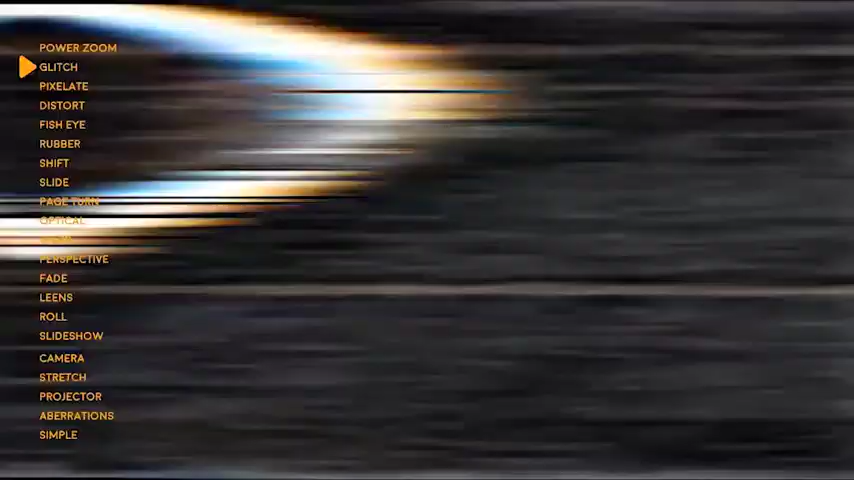 POWER ZOOM
GLITCH
PIXELATE
DISTORT
FISH EYE
RUBBER
SHIFT
SLIDE
PAGE TURN
OPTICAL
PERSPECTIVE
FADE
LEENS
ROLL
SLIDESHOW
CAMERA
STRETCH
PROJECTOR
ABERRATIONS
SIMPLE